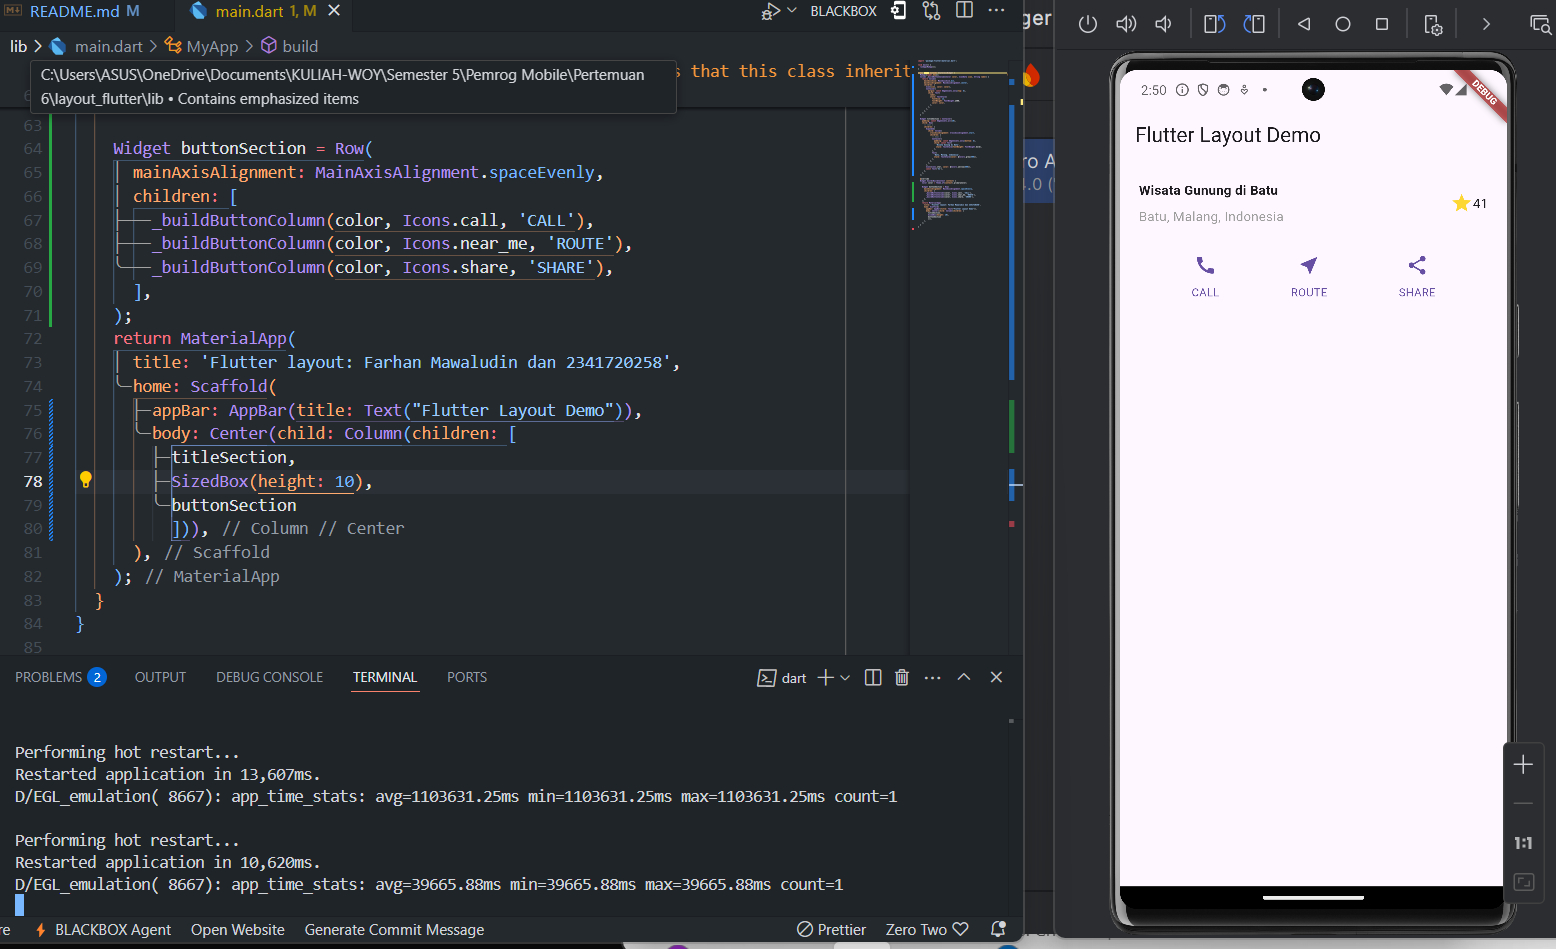 README.md M
main.dart 1, M
BLACKBOX
lib > main.dart > MyApp > build
C:\Users\ASUS\OneDrive\Documents\KULIAH-WOY\Semester 5\Pemrog Mobile\Pertemuan
6\layout_flutter\lib • Contains emphasized items
s that this class inherit
63
64 Widget buttonSection = Row(
65 mainAxisAlignment: MainAxisAlignment.spaceEvenly,
66 children: [
67 _buildButtonColumn(color, Icons.call, 'CALL'),
68 _buildButtonColumn(color, Icons.near_me, 'ROUTE'),
69 _buildButtonColumn(color, Icons.share, 'SHARE'),
70 ],
71 );
72 return MaterialApp(
73 title: 'Flutter layout: Farhan Mawaludin dan 2341720258',
74 home: Scaffold(
75 appBar: AppBar(title: Text("Flutter Layout Demo")),
76 body: Center(child: Column(children: [
77 titleSection,
78 SizedBox(height: 10),
79 buttonSection
80 ])), // Column // Center
81 ), // Scaffold
82 ); // MaterialApp
83 }
84 }
85
PROBLEMS 2 OUTPUT DEBUG CONSOLE TERMINAL PORTS
dart
Performing hot restart...
Restarted application in 13,607ms.
D/EGL_emulation( 8667): app_time_stats: avg=1103631.25ms min=1103631.25ms max=1103631.25ms count=1
Performing hot restart...
Restarted application in 10,620ms.
D/EGL_emulation( 8667): app_time_stats: avg=39665.88ms min=39665.88ms max=39665.88ms count=1
re BLACKBOX Agent Open Website Generate Commit Message Prettier Zero Two
ger
ro A
4.0 (
2:50
DEBUG
Flutter Layout Demo
Wisata Gunung di Batu
Batu, Malang, Indonesia
41
CALL ROUTE SHARE
1:1